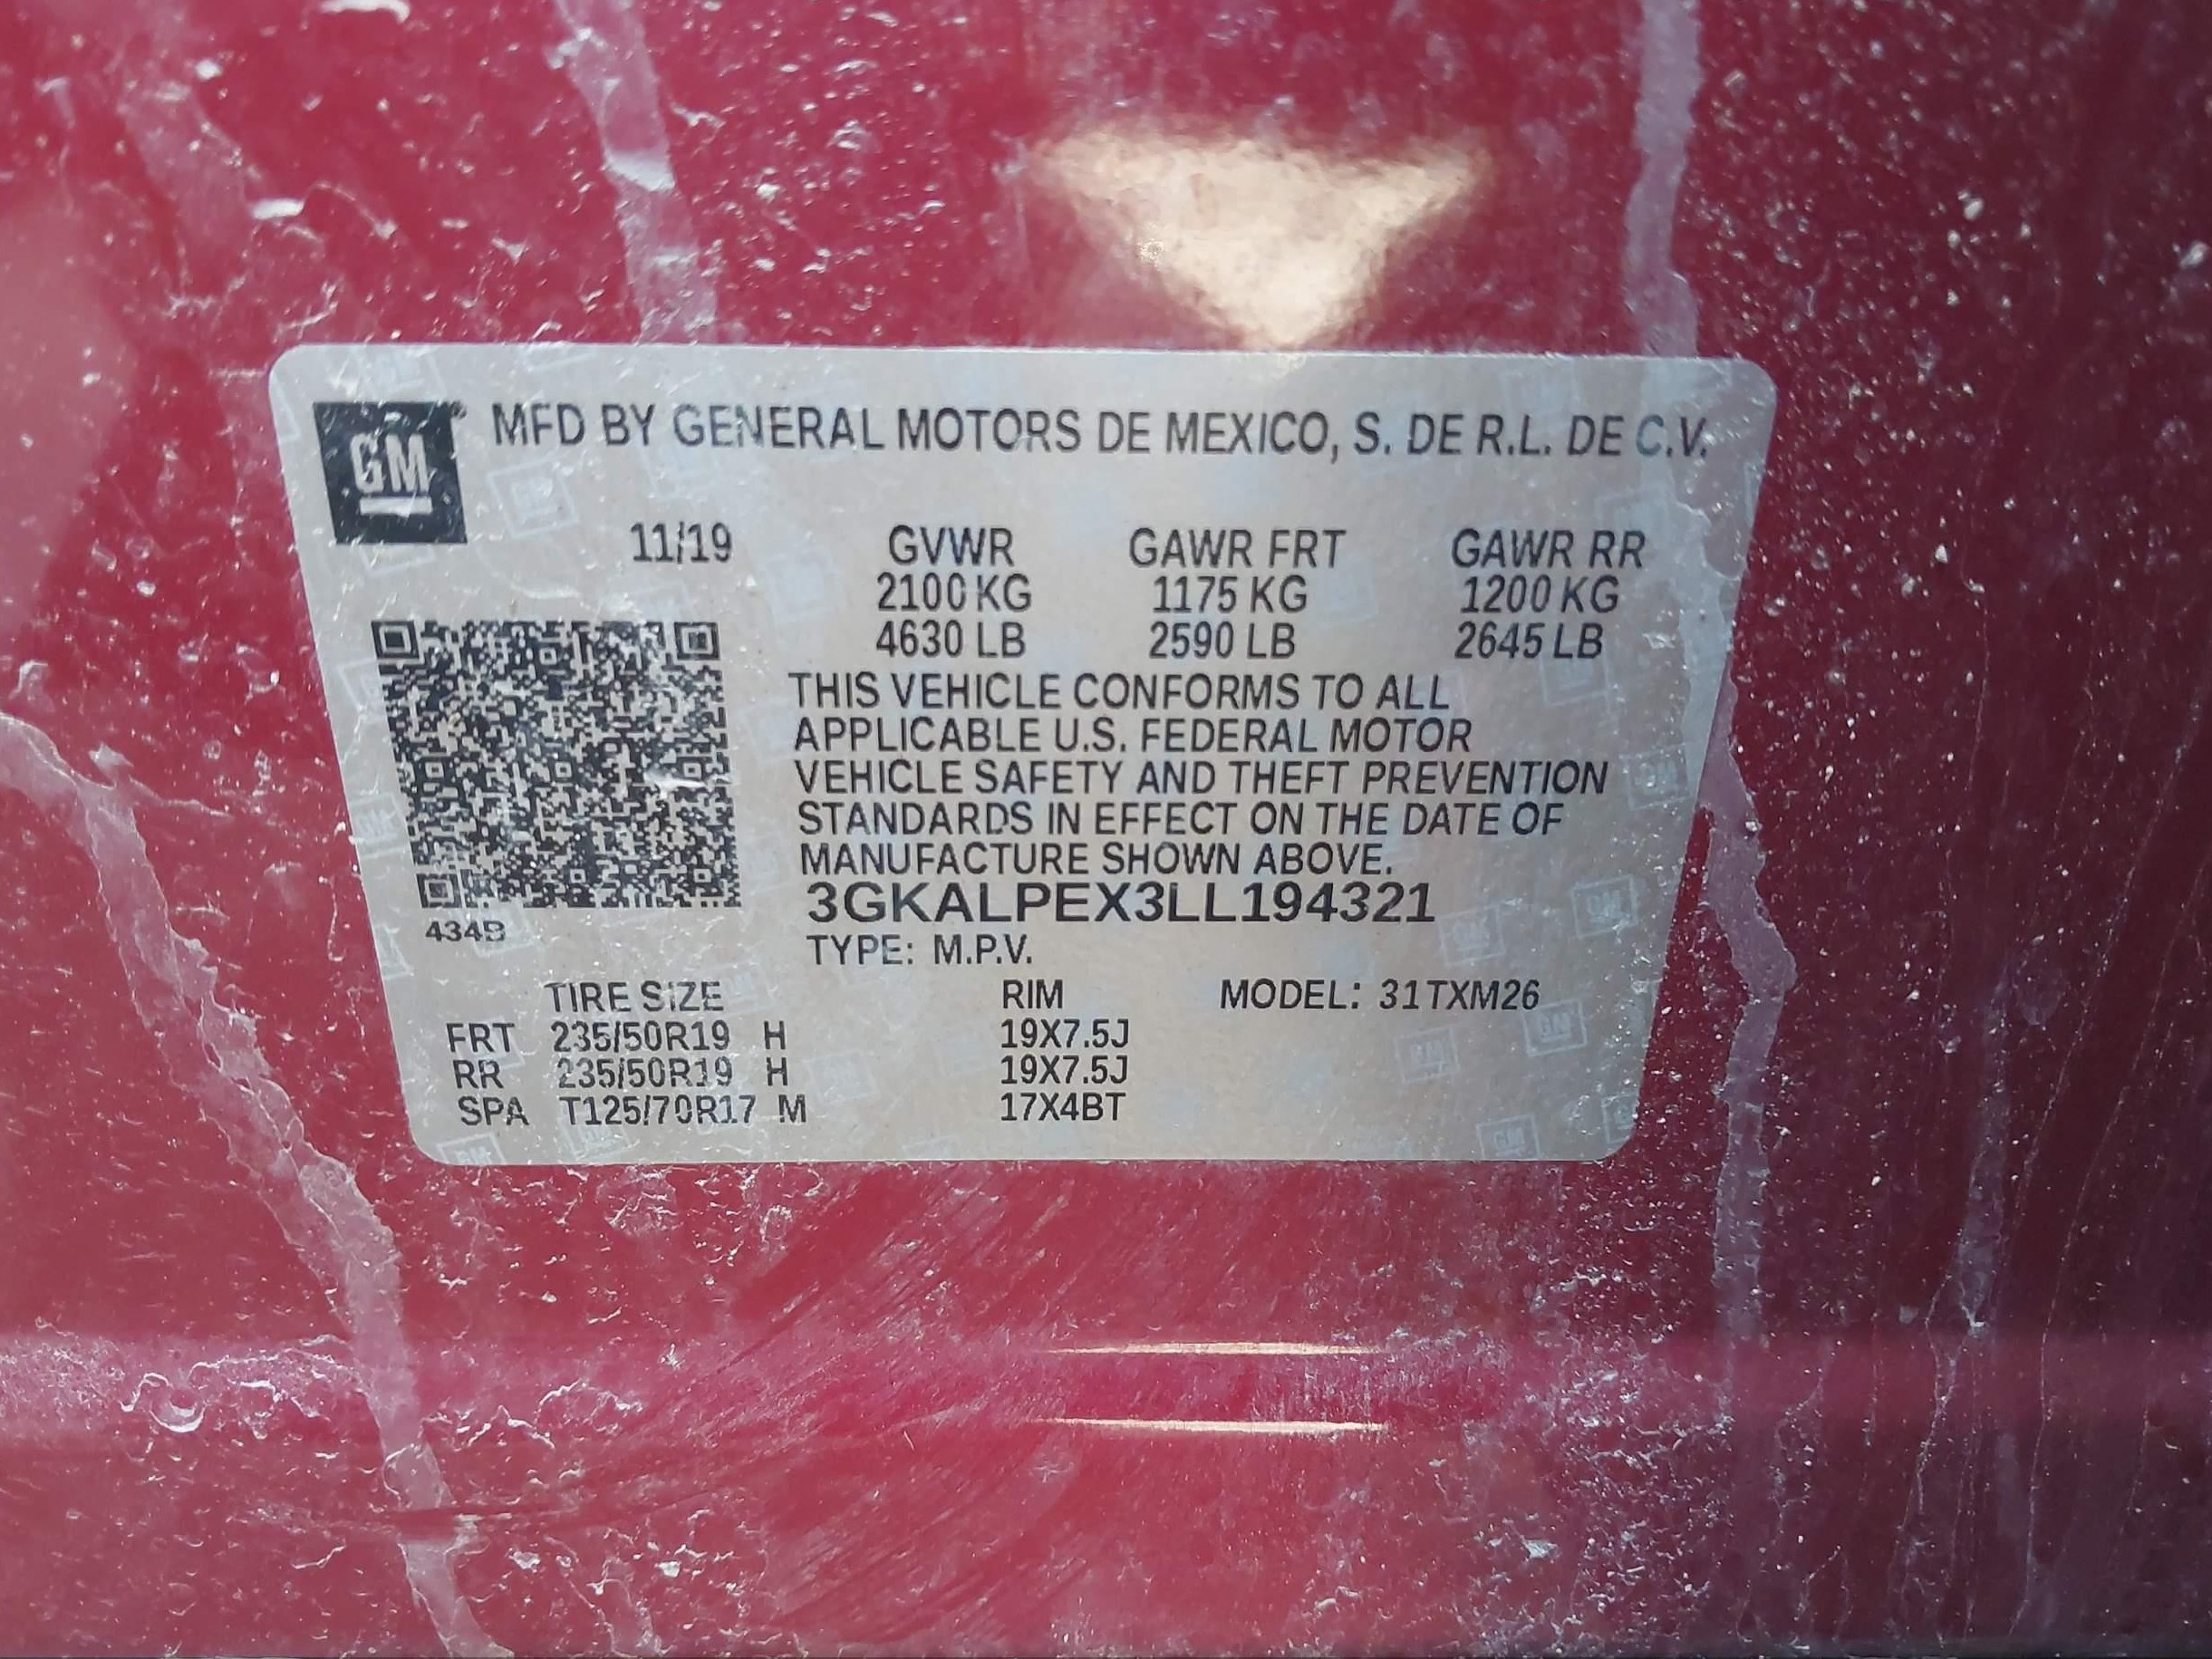 GM
MFD BY GENERAL MOTORS DE MEXICO, S. DE R.L. DE C.V.
11/19 GVWR GAWR FRT GAWR RR
2100 KG 1175 KG 1200 KG
4630 LB 2590 LB 2645 LB
THIS VEHICLE CONFORMS TO ALL
APPLICABLE U.S. FEDERAL MOTOR
VEHICLE SAFETY AND THEFT PREVENTION
STANDARDS IN EFFECT ON THE DATE OF
MANUFACTURE SHOWN ABOVE.
3GKALPEX3LL194321
434B
TYPE: M.P.V.
TIRE SIZE RIM MODEL: 31TXM26
FRT 235/50R19 H 19X7.5J
RR 235/50R19 H 19X7.5J
SPA T125/70R17 M 17X4BT